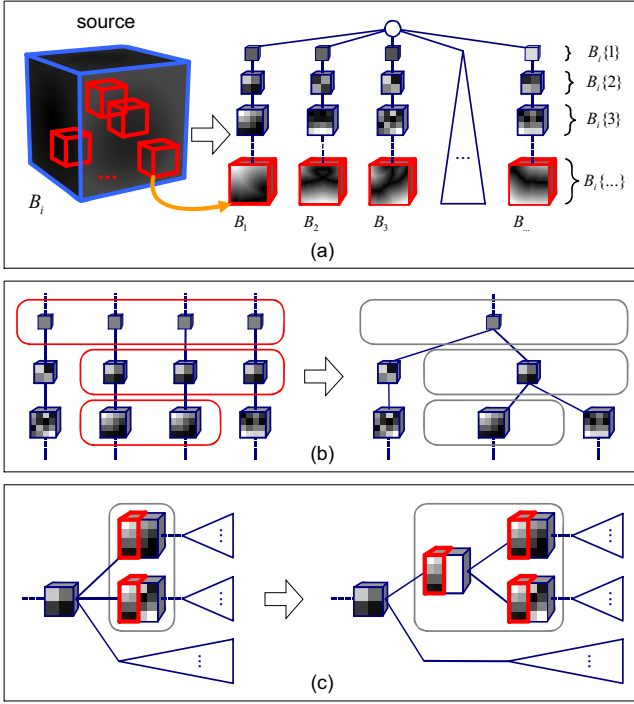 source
B_i{1}
B_i{2}
B_i{3}
...
...
B_i{...}
B_i
B_1
B_2
B_3
B_...
(a)
(b)
...
...
...
...
...
...
(c)